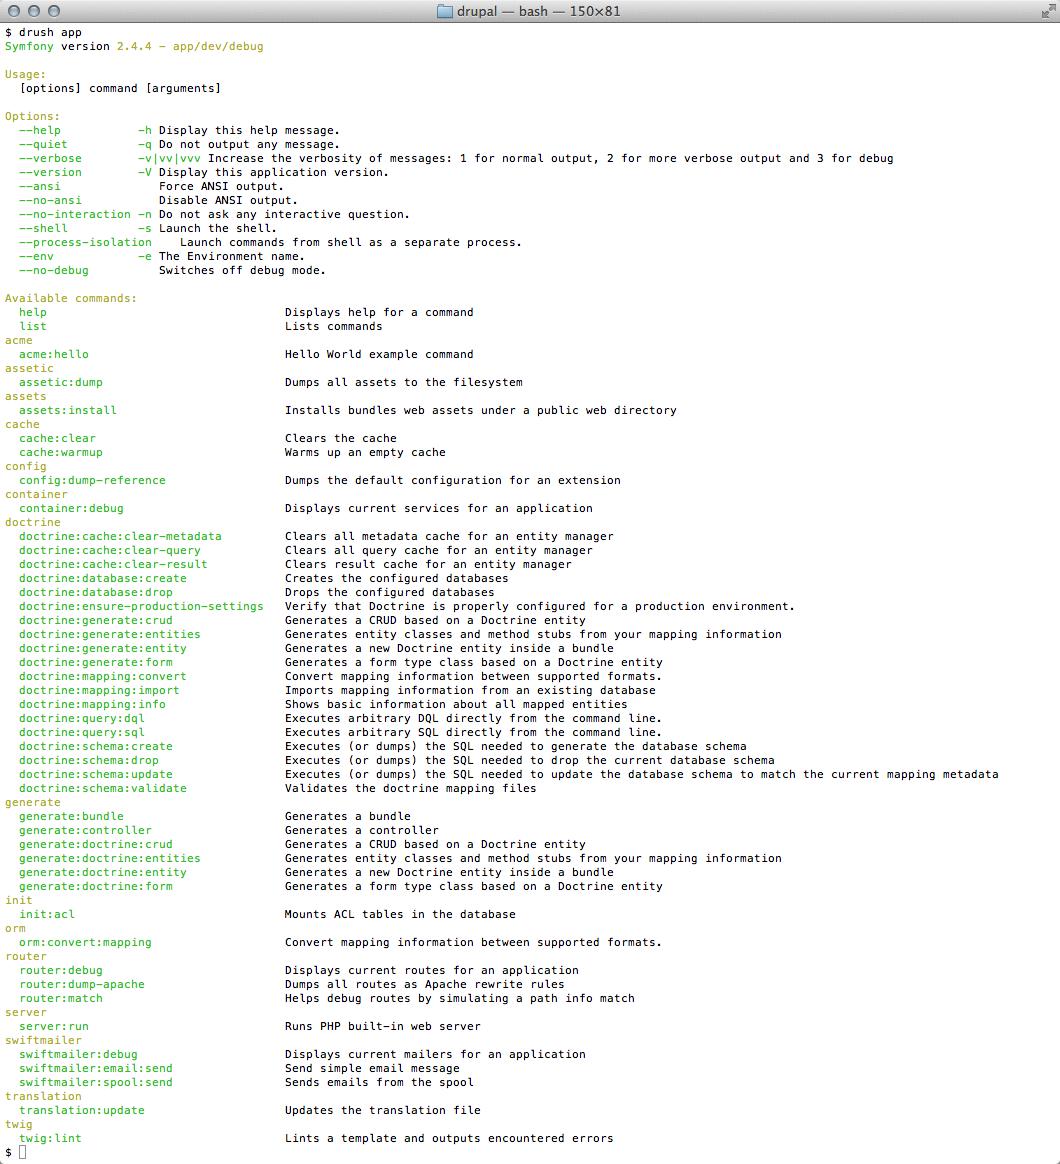 drupal — bash — 150×81
$ drush app
Symfony version 2.4.4 - app/dev/debug
Usage:
  [options] command [arguments]
Options:
  --help           -h Display this help message.
  --quiet          -q Do not output any message.
  --verbose        -v|vv|vvv Increase the verbosity of messages: 1 for normal output, 2 for more verbose output and 3 for debug
  --version        -V Display this application version.
  --ansi              Force ANSI output.
  --no-ansi           Disable ANSI output.
  --no-interaction -n Do not ask any interactive question.
  --shell          -s Launch the shell.
  --process-isolation    Launch commands from shell as a separate process.
  --env            -e The Environment name.
  --no-debug          Switches off debug mode.
Available commands:
  help                                  Displays help for a command
  list                                  Lists commands
acme
  acme:hello                            Hello World example command
assetic
  assetic:dump                          Dumps all assets to the filesystem
assets
  assets:install                        Installs bundles web assets under a public web directory
cache
  cache:clear                           Clears the cache
  cache:warmup                          Warms up an empty cache
config
  config:dump-reference                 Dumps the default configuration for an extension
container
  container:debug                       Displays current services for an application
doctrine
  doctrine:cache:clear-metadata         Clears all metadata cache for an entity manager
  doctrine:cache:clear-query            Clears all query cache for an entity manager
  doctrine:cache:clear-result           Clears result cache for an entity manager
  doctrine:database:create              Creates the configured databases
  doctrine:database:drop                Drops the configured databases
  doctrine:ensure-production-settings   Verify that Doctrine is properly configured for a production environment.
  doctrine:generate:crud                Generates a CRUD based on a Doctrine entity
  doctrine:generate:entities            Generates entity classes and method stubs from your mapping information
  doctrine:generate:entity              Generates a new Doctrine entity inside a bundle
  doctrine:generate:form                Generates a form type class based on a Doctrine entity
  doctrine:mapping:convert              Convert mapping information between supported formats.
  doctrine:mapping:import               Imports mapping information from an existing database
  doctrine:mapping:info                 Shows basic information about all mapped entities
  doctrine:query:dql                    Executes arbitrary DQL directly from the command line.
  doctrine:query:sql                    Executes arbitrary SQL directly from the command line.
  doctrine:schema:create                Executes (or dumps) the SQL needed to generate the database schema
  doctrine:schema:drop                  Executes (or dumps) the SQL needed to drop the current database schema
  doctrine:schema:update                Executes (or dumps) the SQL needed to update the database schema to match the current mapping metadata
  doctrine:schema:validate              Validates the doctrine mapping files
generate
  generate:bundle                       Generates a bundle
  generate:controller                   Generates a controller
  generate:doctrine:crud                Generates a CRUD based on a Doctrine entity
  generate:doctrine:entities            Generates entity classes and method stubs from your mapping information
  generate:doctrine:entity              Generates a new Doctrine entity inside a bundle
  generate:doctrine:form                Generates a form type class based on a Doctrine entity
init
  init:acl                              Mounts ACL tables in the database
orm
  orm:convert:mapping                   Convert mapping information between supported formats.
router
  router:debug                          Displays current routes for an application
  router:dump-apache                    Dumps all routes as Apache rewrite rules
  router:match                          Helps debug routes by simulating a path info match
server
  server:run                            Runs PHP built-in web server
swiftmailer
  swiftmailer:debug                     Displays current mailers for an application
  swiftmailer:email:send                Send simple email message
  swiftmailer:spool:send                Sends emails from the spool
translation
  translation:update                    Updates the translation file
twig
  twig:lint                             Lints a template and outputs encountered errors
$